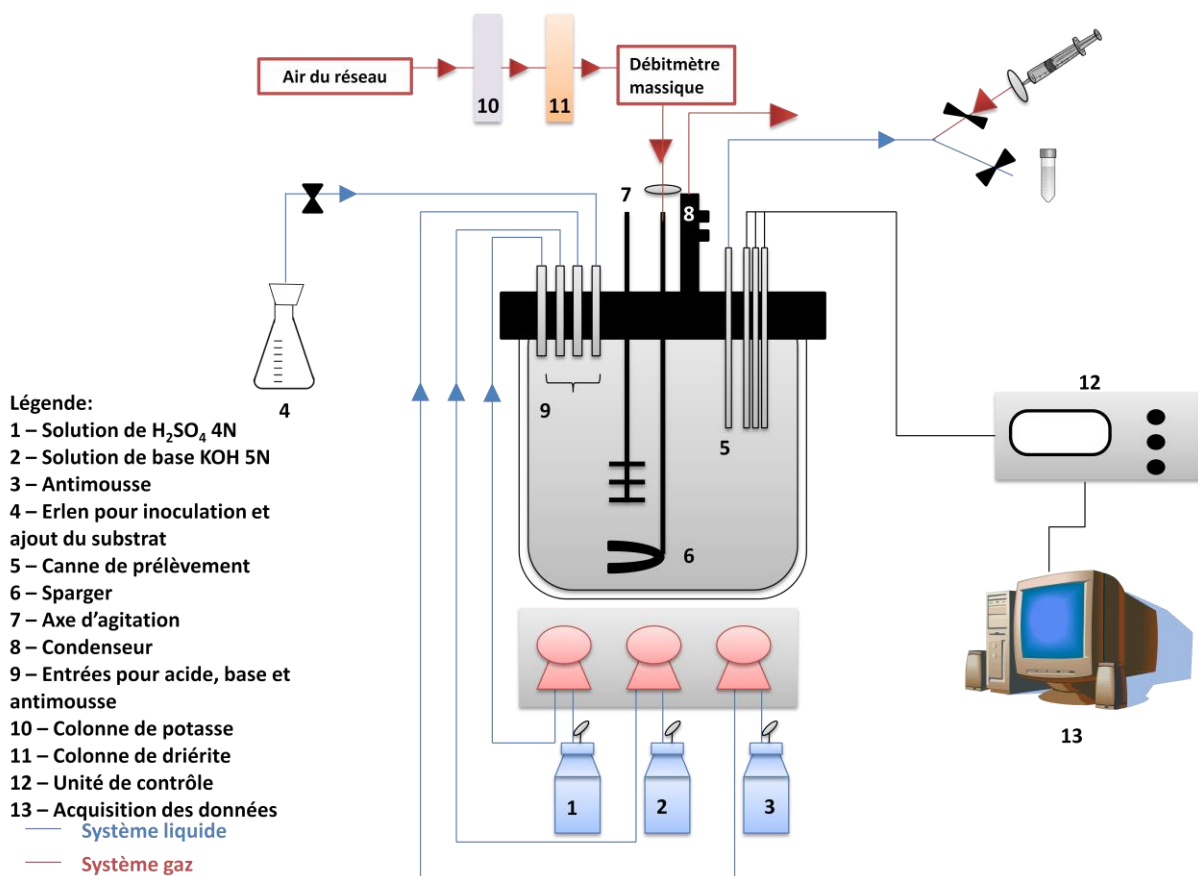 Air du réseau
10
11
Débitmètre
massique
7
8
4
9
5
6
12
13
1
2
3
Légende:
1 – Solution de H₂SO₄ 4N
2 – Solution de base KOH 5N
3 – Antimousse
4 – Erlen pour inoculation et
ajout du substrat
5 – Canne de prélèvement
6 – Sparger
7 – Axe d’agitation
8 – Condenseur
9 – Entrées pour acide, base et
antimousse
10 – Colonne de potasse
11 – Colonne de driérite
12 – Unité de contrôle
13 – Acquisition des données
Système liquide
Système gaz